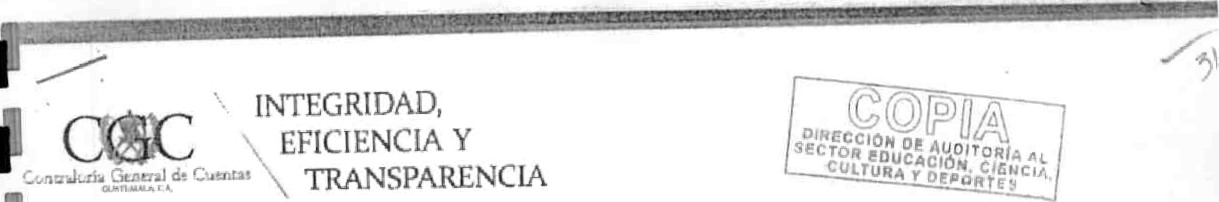 CGC
Contraloría General de Cuentas
GUATEMALA, C.A.
INTEGRIDAD,
EFICIENCIA Y
TRANSPARENCIA
COPIA
DIRECCIÓN DE AUDITORÍA AL
SECTOR EDUCACIÓN, CIENCIA,
CULTURA Y DEPORTES
31